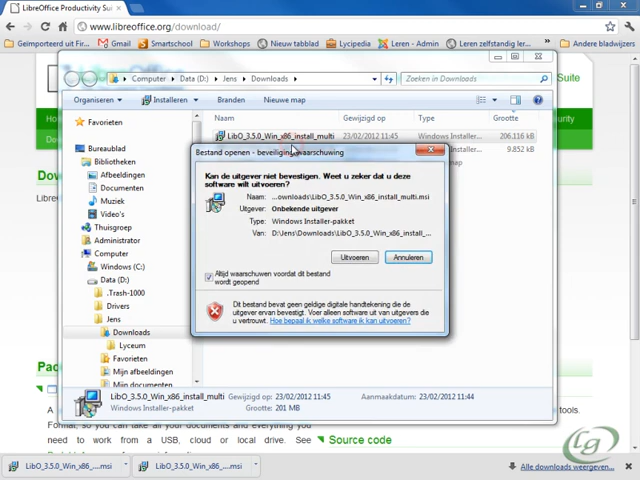 LibreOffice Productivity Su
www.libreoffice.org/download/
Geïmporteerd uit Fir... Gmail Smartschool Workshops Nieuw tabblad Lycipedia Leren - Admin Leren zelfstandig ler... Andere bladwijzers
Computer Data (D:) Jens Downloads Zoeken in Downloads
Suite
Organiseren Installeren Branden Nieuwe map
Naam Gewijzigd op Type Grootte
Favorieten
LibO_3.5.0_Win_x86_install_multi 23/02/2012 11:45 Windows Installer... 206.116 kB
Windows Installer... 9.852 kB
map
Bureaublad
Bibliotheken
Afbeeldingen
Documenten
Muziek
Video's
Thuisgroep
Administrator
Computer
Windows (C:)
Data (D:)
.Trash-1000
Drivers
Jens
Downloads
Lyceum
Favorieten
Mijn afbeeldingen
Mijn documenten
Bestand openen - beveiligingswaarschuwing
Kan de uitgever niet bevestigen. Weet u zeker dat u deze
software wilt uitvoeren?
Naam: ...ownloads\LibO_3.5.0_Win_x86_install_multi.msi
Uitgever: Onbekende uitgever
Type: Windows Installer-pakket
Van: D:\Jens\Downloads\LibO_3.5.0_Win_x86_install_...
Uitvoeren Annuleren
Altijd waarschuwen voordat dit bestand
wordt geopend
Dit bestand bevat geen geldige digitale handtekening die de
uitgever ervan bevestigt. Voer alleen software uit van uitgevers die
u vertrouwt. Hoe bepaal ik welke software ik kan uitvoeren?
LibO_3.5.0_Win_x86_install_multi Gewijzigd op: 23/02/2012 11:45 Aanmaakdatum: 23/02/2012 11:44
Windows Installer-pakket Grootte: 201 MB
tools.
Format, so you can take all your documents and everything you
need to work from a USB, cloud or local drive. See Source code
LibO_3.5.0_Win_x86_....msi LibO_3.5.0_Win_x86_....msi Alle downloads weergeven...
lg